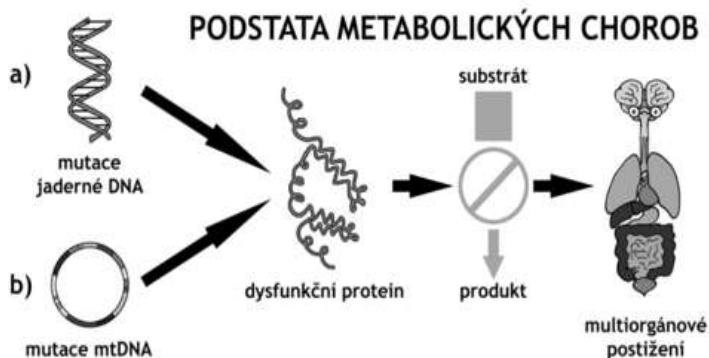 PODSTATA METABOLICKÝCH CHOROB
a)
mutace
jaderné DNA
b)
mutace mtDNA
dysfunkční protein
substrát
produkt
multiorgánové
postižení